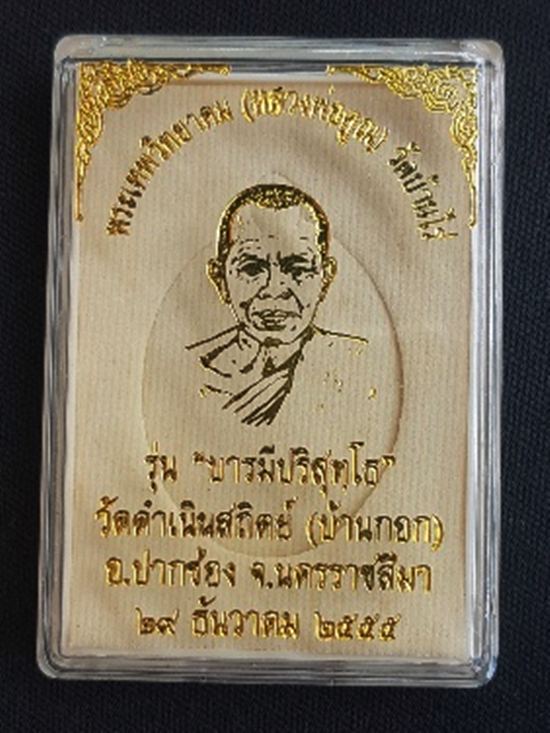 พระเทพวิทยาคม (หลวงพ่อคูณ) วัดบ้านไร่
รุ่น "บารมีปริสุทฺโธ"
วัดดำเนินสถิตย์ (บ้านกอก)
อ.ปากช่อง จ.นครราชสีมา
๒๙ ธันวาคม ๒๕๕๕